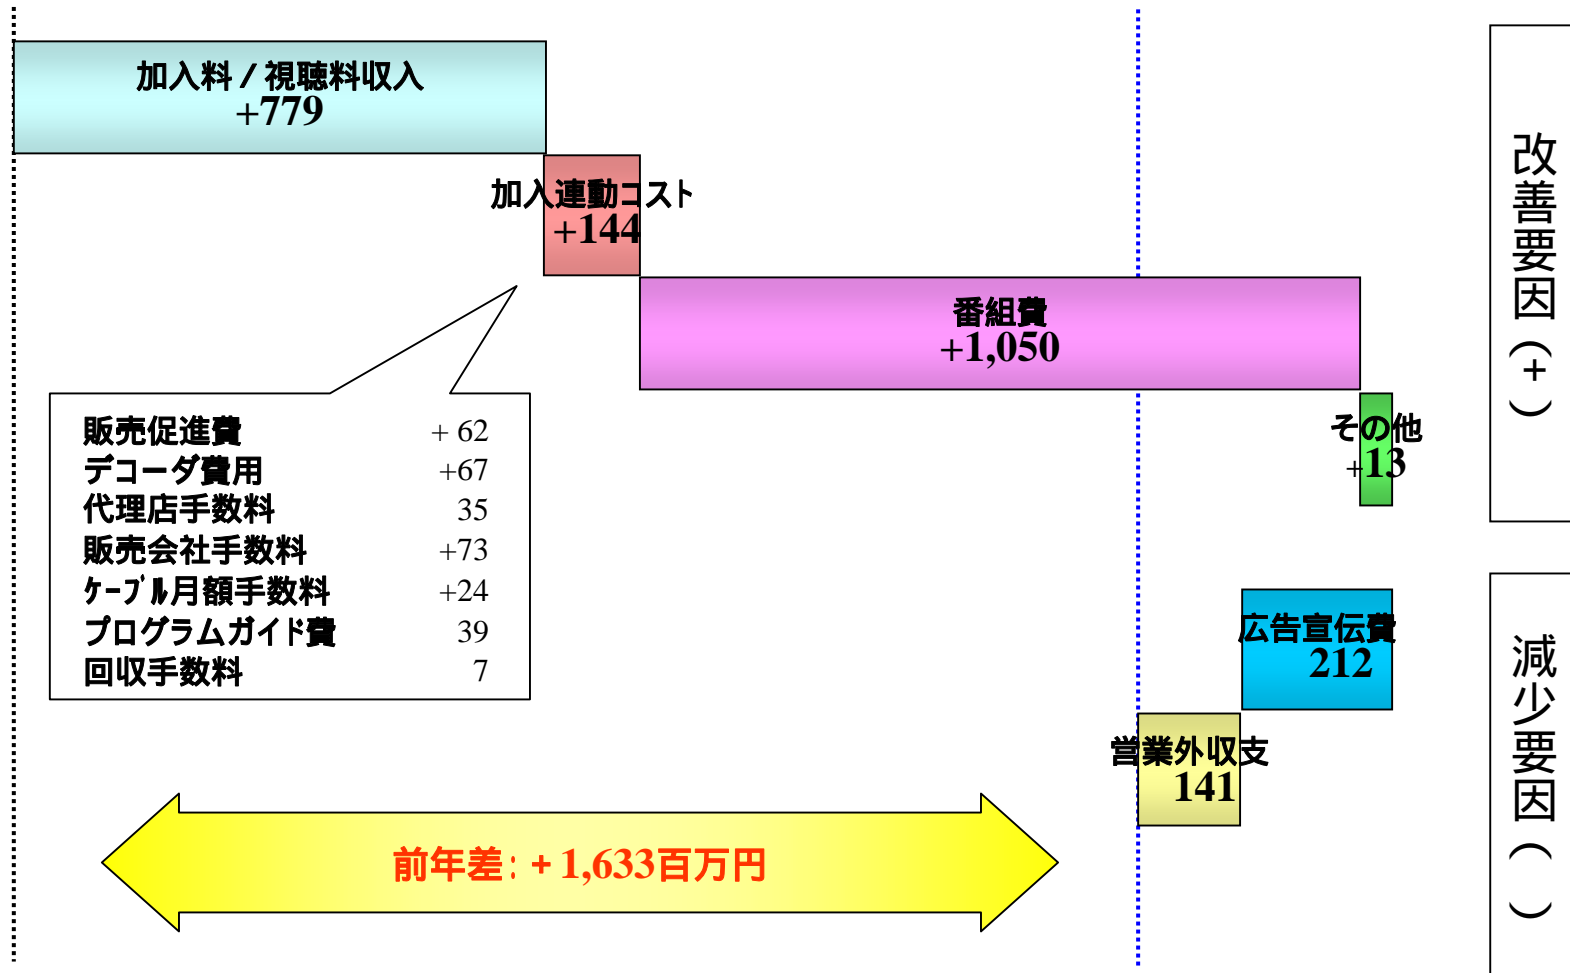 加入料 / 視聴料収入
+779
加入連動コスト
+144
番組費
+1,050
その他
+13
改善要因(+)
販売促進費 + 62
デコーダ費用 +67
代理店手数料 35
販売会社手数料 +73
ケーブル月額手数料 +24
プログラムガイド費 39
回収手数料 7
広告宣伝費
212
営業外収支
141
減少要因( )
前年差: + 1,633百万円